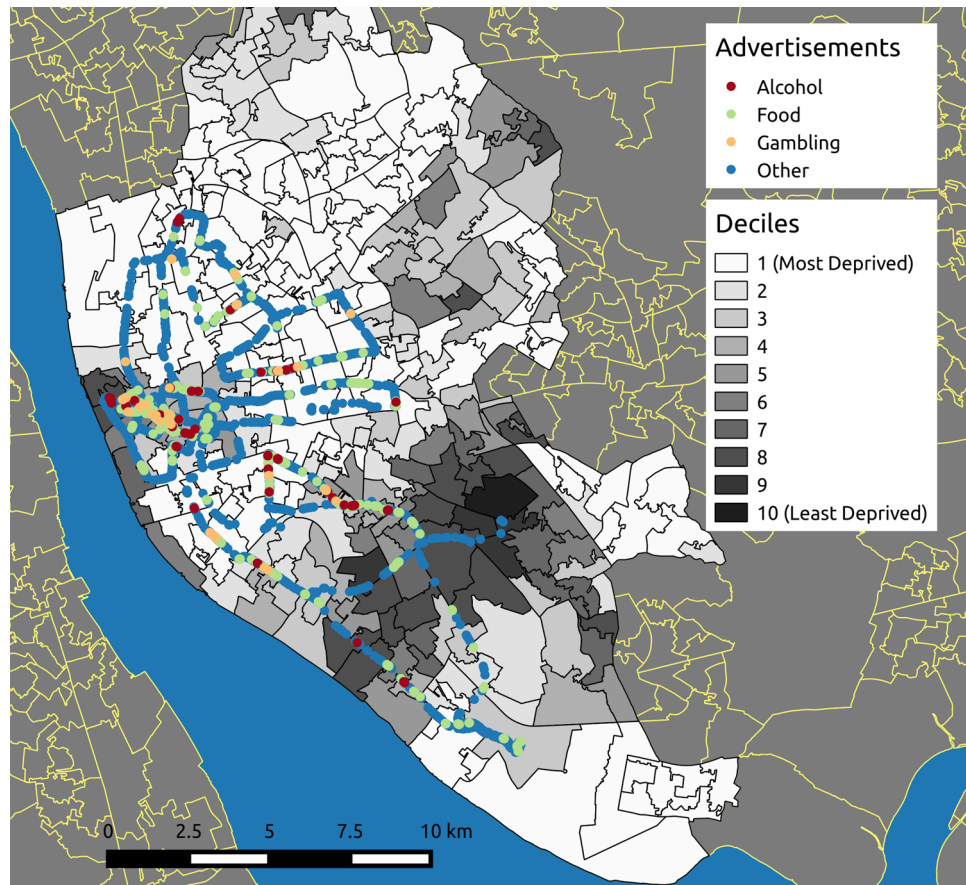 Advertisements
Alcohol
Food
Gambling
Other
Deciles
1 (Most Deprived)
2
3
4
5
6
7
8
9
10 (Least Deprived)
0 2.5 5 7.5 10 km